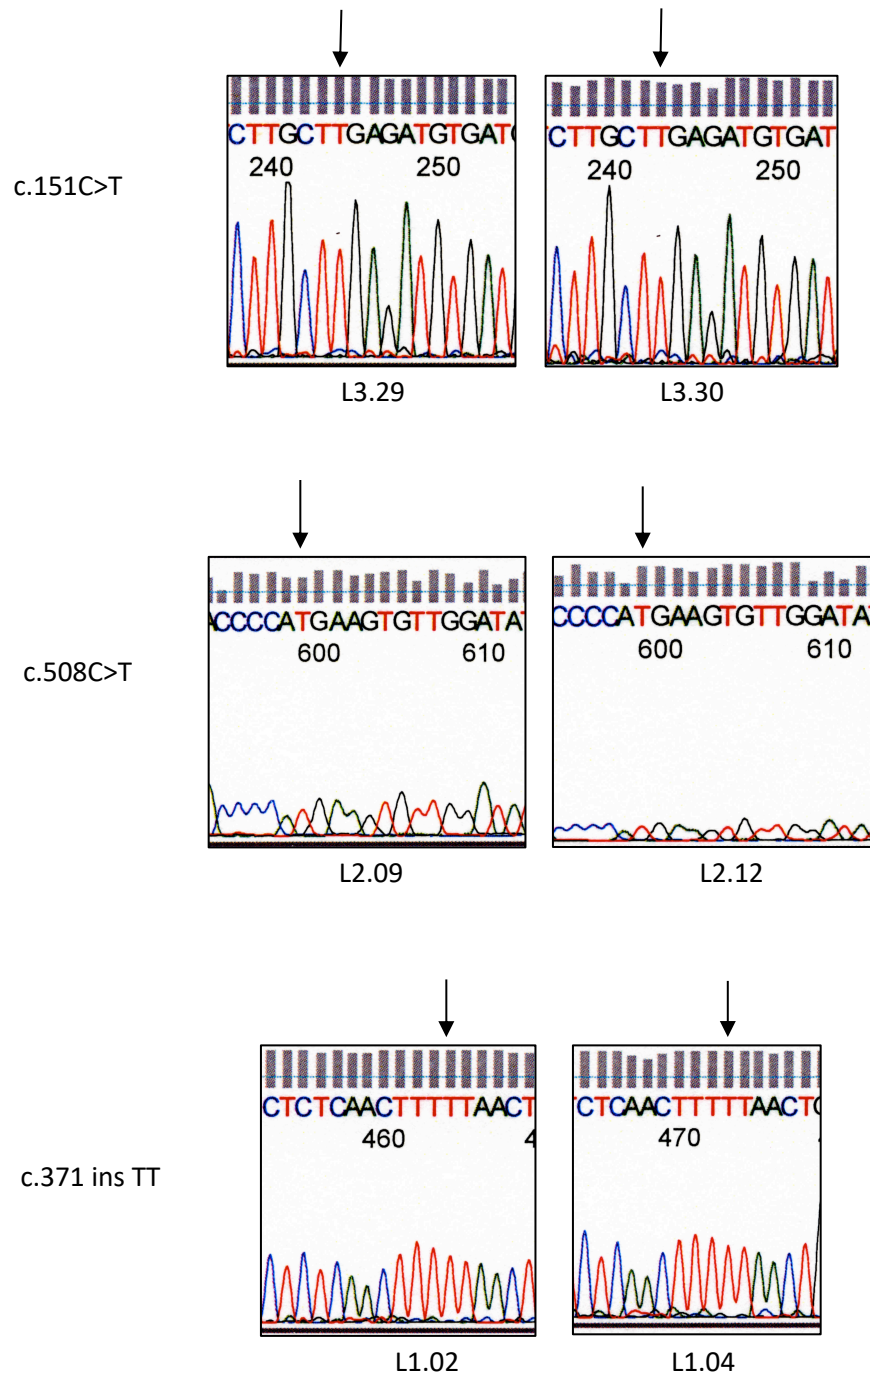 CTTGCTTGAGATGTGAT
CTTGCTTGAGATGTGAT
240 250
240 250
c.151C>T
L3.29
L3.30
ACCCCATGAAGTGTTGGATA
CCCCATGAAGTGTTGGATA
600 610
600 610
c.508C>T
L2.09
L2.12
CTCTCAACTTTTTAACT
CTCAACTTTTTAACT
460
470
c.371 ins TT
L1.02
L1.04